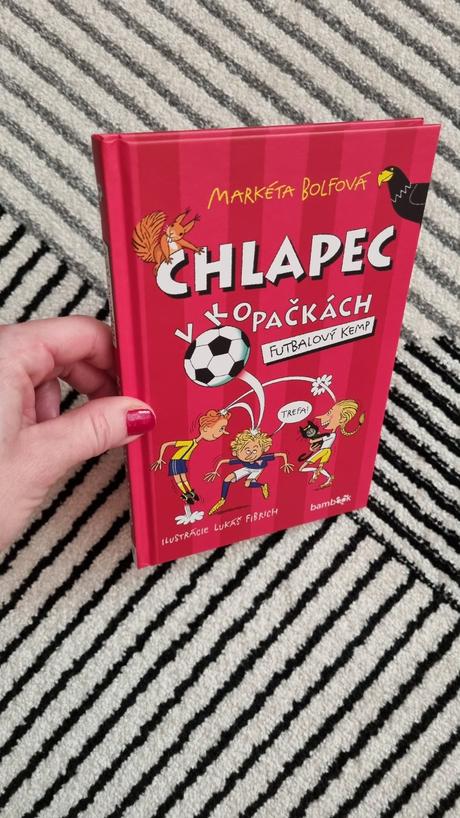 MARKÉTA BOLFOVÁ
CHLAPEC
V KOPAČKÁCH
FUTBALOVÝ KEMP
TREFA!
bambook
ILUSTRÁCIE LUKÁŠ FIBRICH